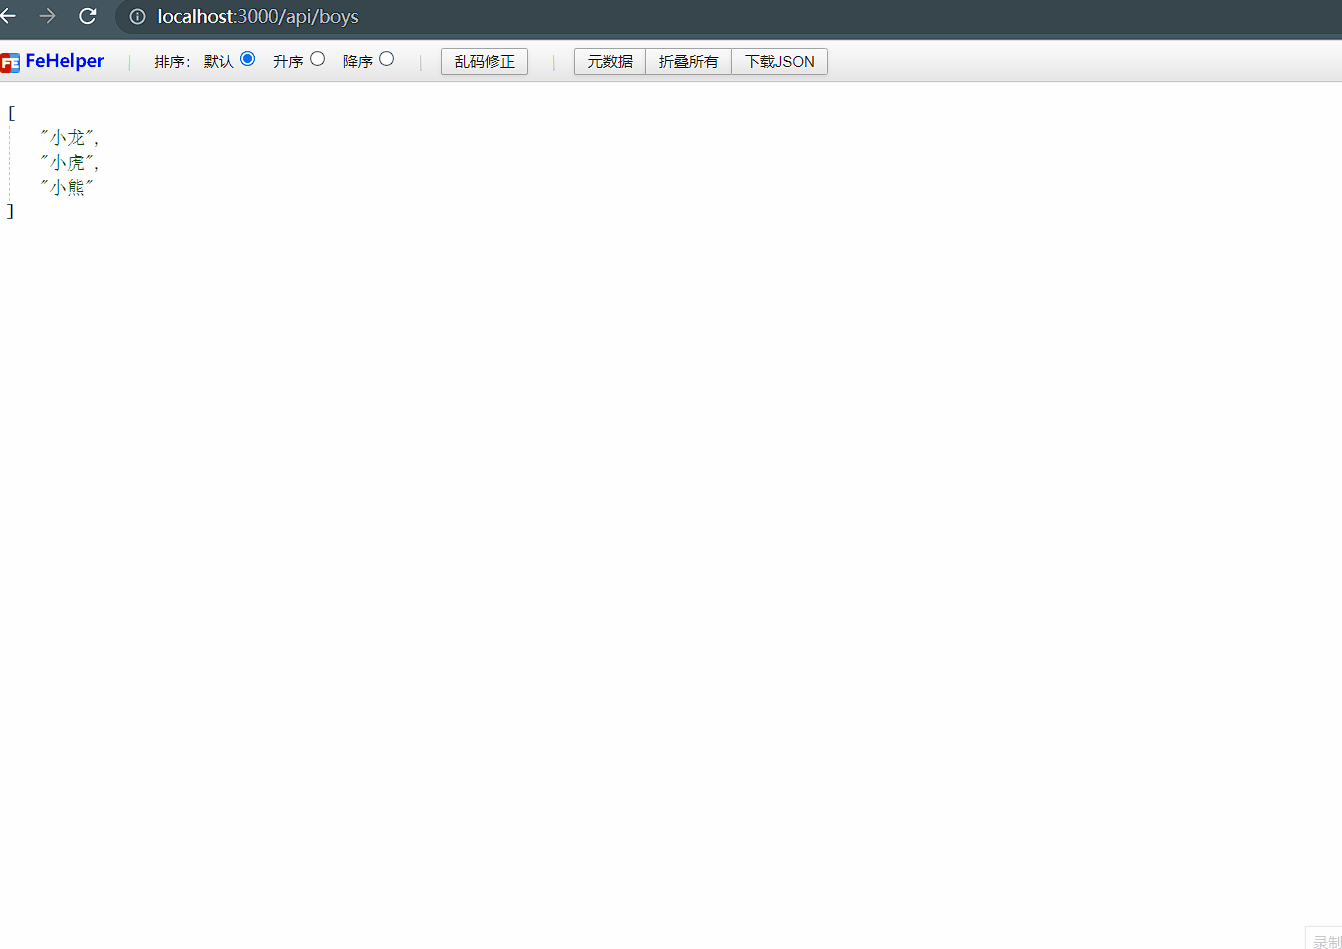 localhost:3000/api/boys
FE FeHelper 排序: 默认 升序 降序 乱码修正 元数据 折叠所有 下载JSON
[
"小龙",
"小虎",
"小熊"
]
录制